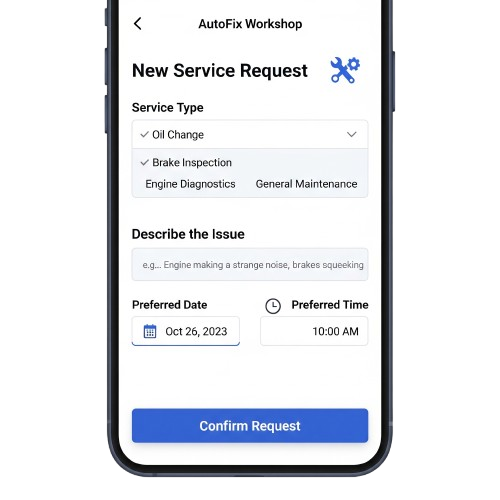 AutoFix Workshop
New Service Request
Service Type
Oil Change
Brake Inspection
Engine Diagnostics General Maintenance
Describe the Issue
e.g... Engine making a strange noise, brakes squeeking
Preferred Date Preferred Time
Oct 26, 2023 10:00 AM
Confirm Request